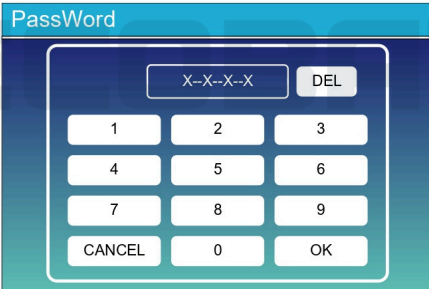 PassWord
X--X--X--X DEL
1 2 3
4 5 6
7 8 9
CANCEL 0 OK